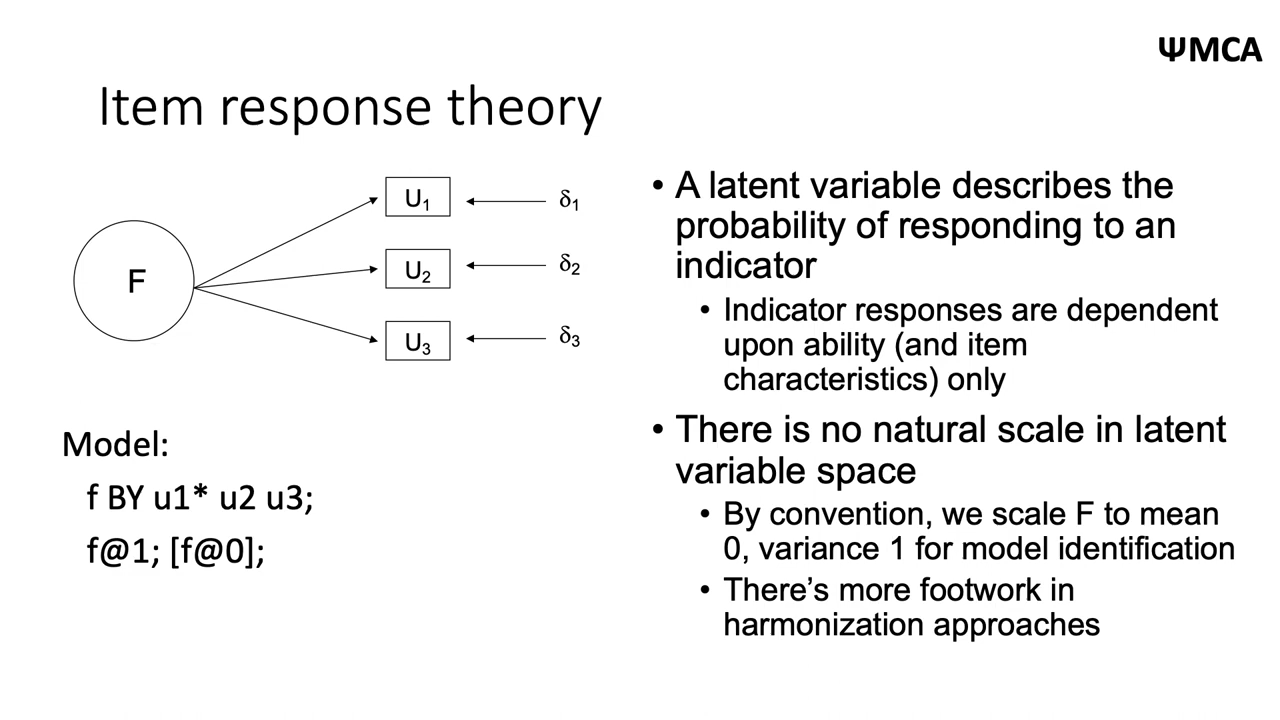 ΨMCA
Item response theory
F
U₁
δ₁
U₂
δ₂
U₃
δ₃
Model:
f BY u1* u2 u3;
f@1; [f@0];
• A latent variable describes the
probability of responding to an
indicator
• Indicator responses are dependent
upon ability (and item
characteristics) only
• There is no natural scale in latent
variable space
• By convention, we scale F to mean
0, variance 1 for model identification
• There’s more footwork in
harmonization approaches